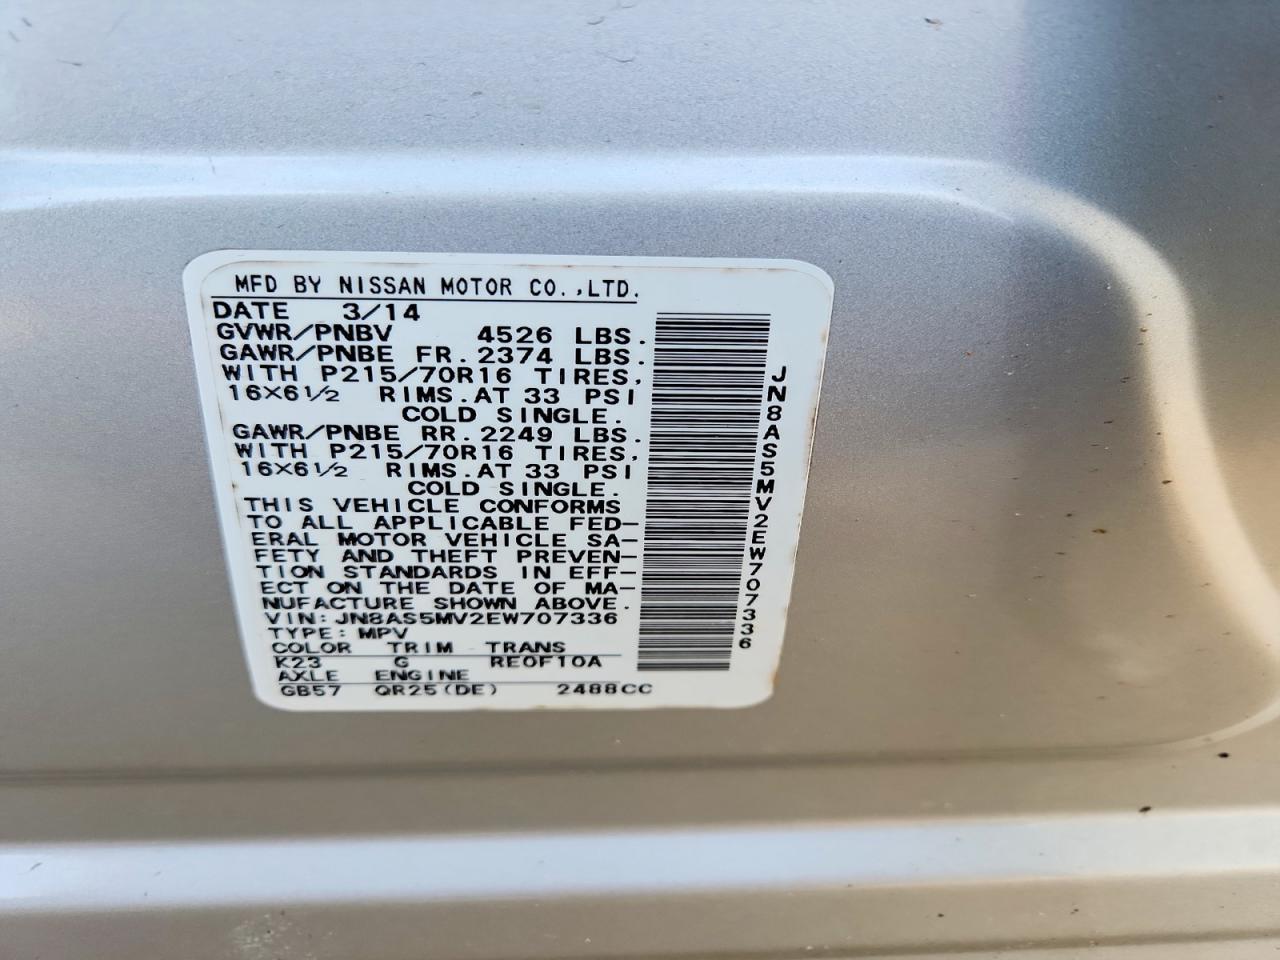 MFD BY NISSAN MOTOR CO.,LTD.
DATE 3/14
GVWR/PNBV 4526 LBS.
GAWR/PNBE FR. 2374 LBS.
WITH P215/70R16 TIRES,
16×6 1/2 RIMS. AT 33 PSI
COLD SINGLE.
GAWR/PNBE RR. 2249 LBS.
WITH P215/70R16 TIRES,
16×6 1/2 RIMS. AT 33 PSI
COLD SINGLE.
THIS VEHICLE CONFORMS
TO ALL APPLICABLE FED-
ERAL MOTOR VEHICLE SA-
FETY AND THEFT PREVEN-
TION STANDARDS IN EFF-
ECT ON THE DATE OF MA-
NUFACTURE SHOWN ABOVE.
VIN: JN8AS5MV2EW707336
TYPE: MPV
COLOR TRIM TRANS
K23 G RE0F10A
AXLE ENGINE
GB57 QR25(DE) 2488CC
JN8AS5MV2EW707336